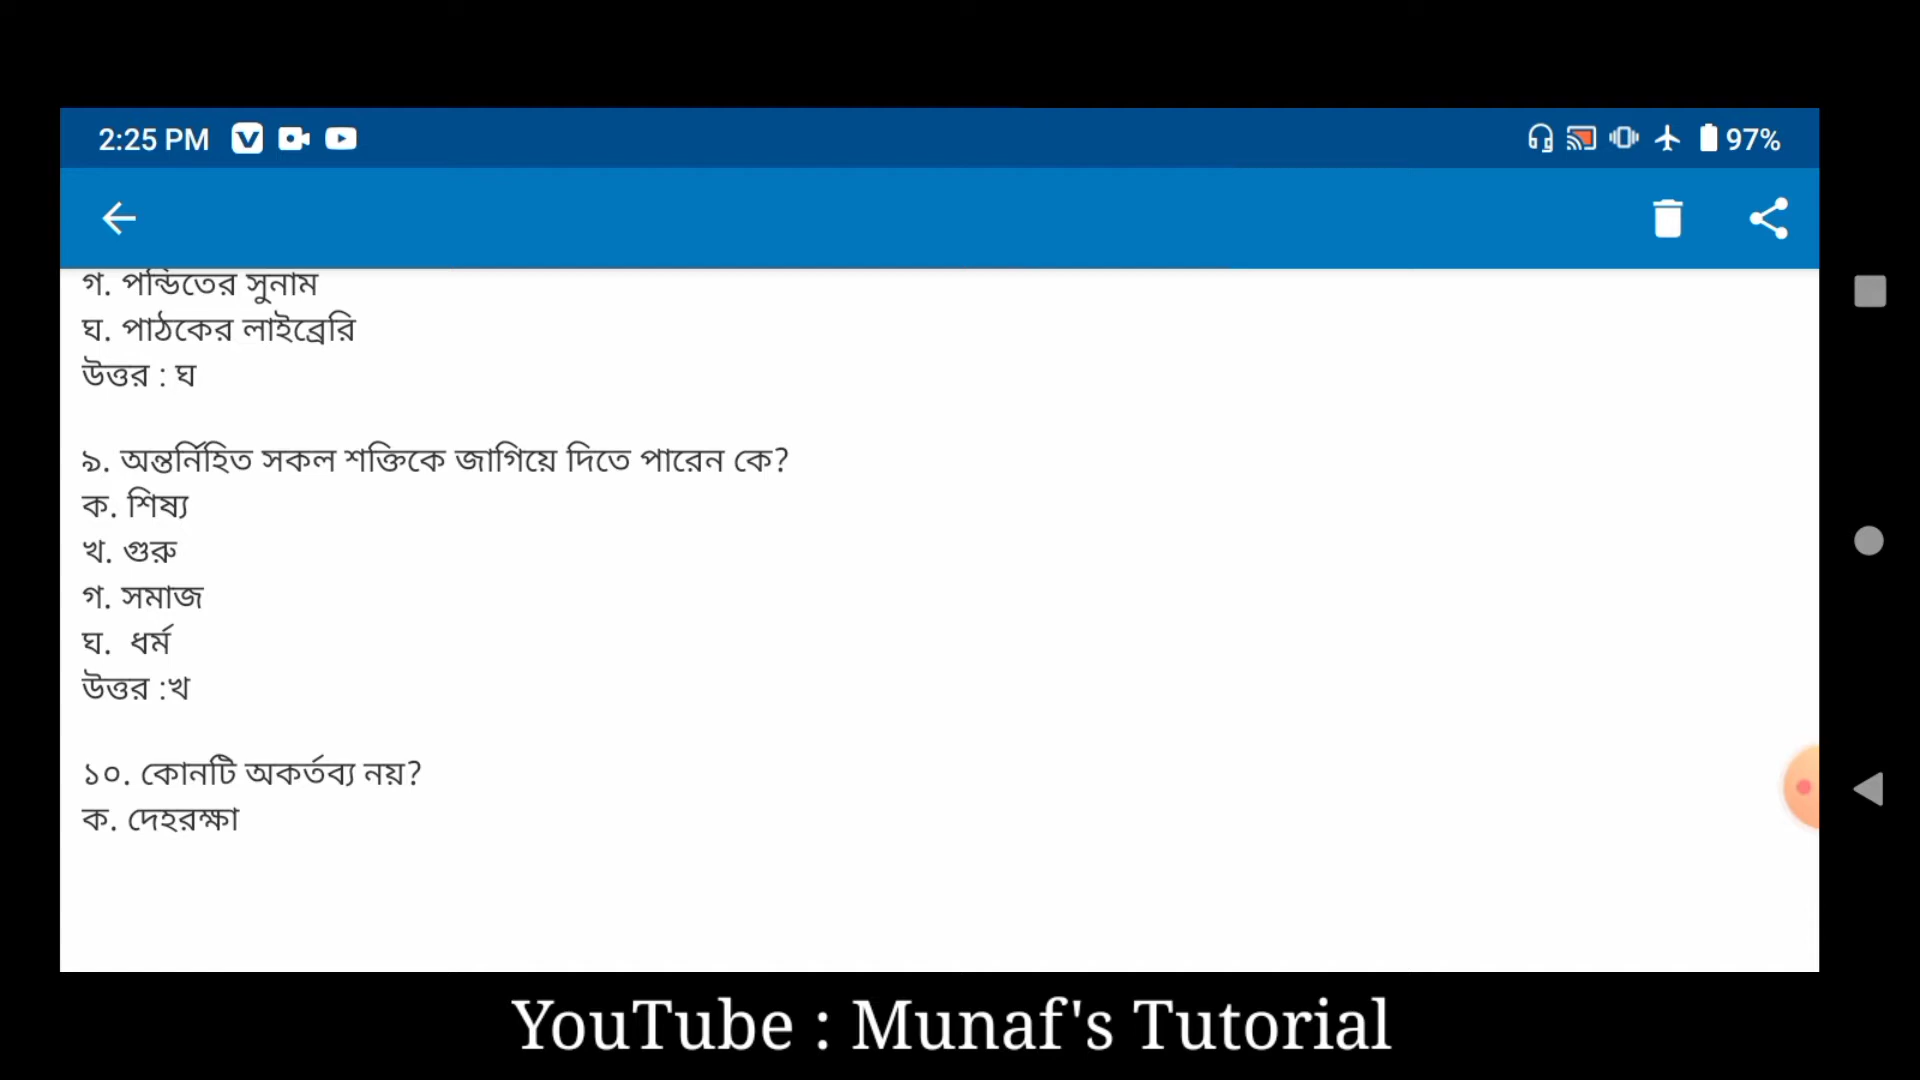 2:25 PM 97%
গ. পন্ডিতের সুনাম
ঘ. পাঠকের লাইব্রেরি
উত্তর : ঘ
৯. অন্তর্নিহিত সকল শক্তিকে জাগিয়ে দিতে পারেন কে?
ক. শিষ্য
খ. গুরু
গ. সমাজ
ঘ.  ধর্ম
উত্তর :খ
১০. কোনটি অকর্তব্য নয়?
ক. দেহরক্ষা
YouTube : Munaf's Tutorial